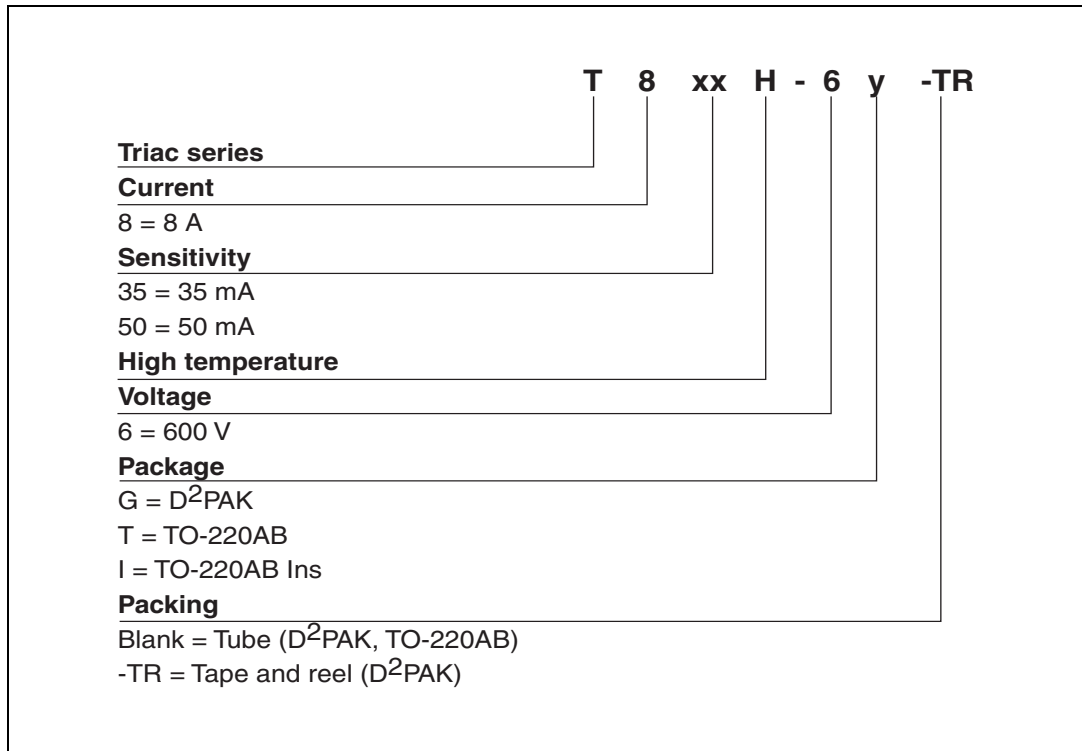 T 8 xx H - 6 y -TR
Triac series
Current
8 = 8 A
Sensitivity
35 = 35 mA
50 = 50 mA
High temperature
Voltage
6 = 600 V
Package
G = D²PAK
T = TO-220AB
I = TO-220AB Ins
Packing
Blank = Tube (D²PAK, TO-220AB)
-TR = Tape and reel (D²PAK)